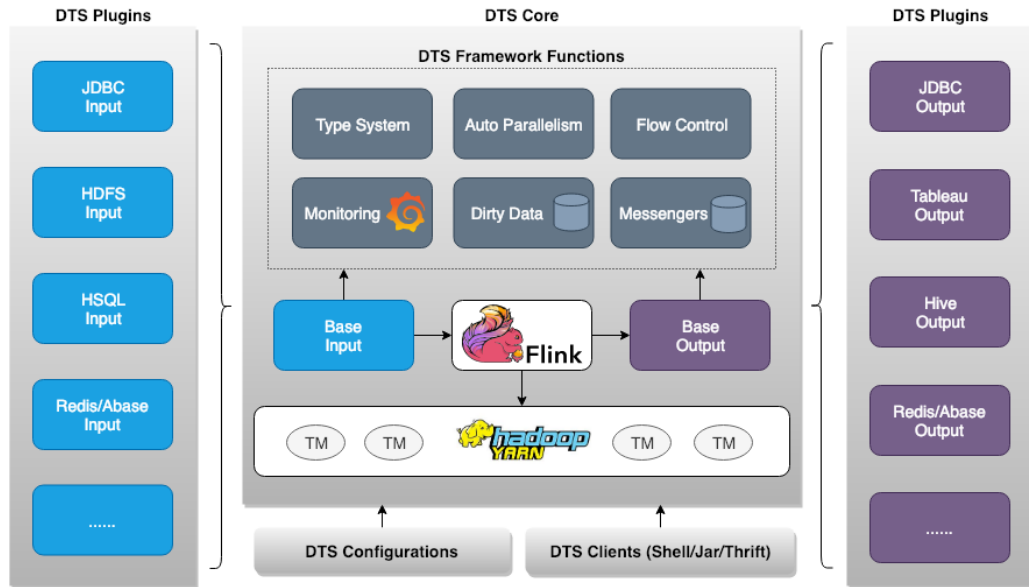 DTS Plugins
DTS Core
DTS Plugins
DTS Framework Functions
JDBC
Input
HDFS
Input
HSQL
Input
Redis/Abase
Input
......
Type System
Auto Parallelism
Flow Control
Monitoring
Dirty Data
Messengers
Base
Input
Flink
Base
Output
TM
TM
hadoop
YARN
TM
TM
DTS Configurations
DTS Clients (Shell/Jar/Thrift)
JDBC
Output
Tableau
Output
Hive
Output
Redis/Abase
Output
......